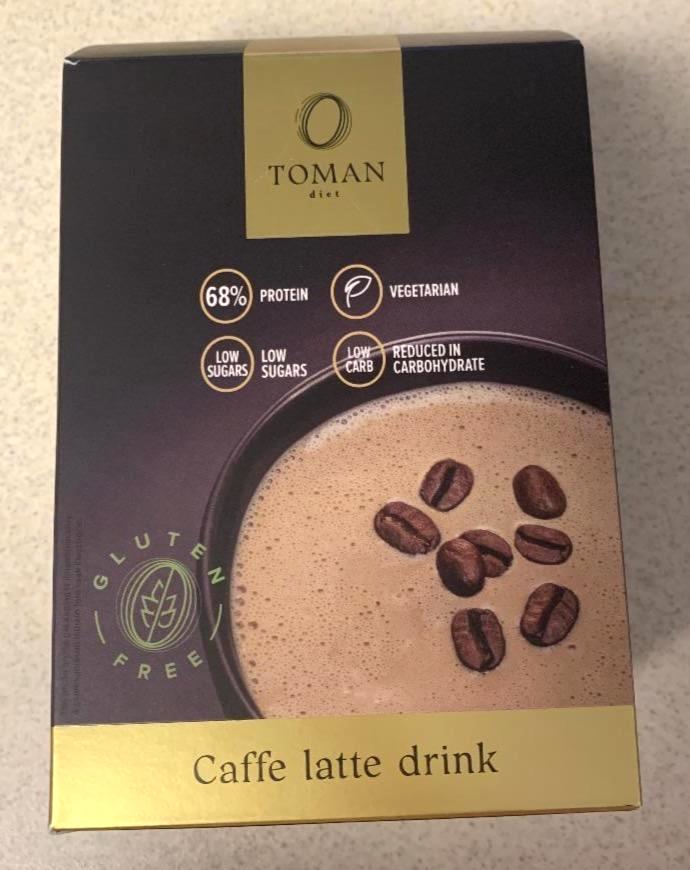 TOMAN
diet
68% PROTEIN
VEGETARIAN
LOW
SUGARS
LOW
SUGARS
LOW
CARB
REDUCED IN
CARBOHYDRATE
GLUTEN
FREE
Caffe latte drink